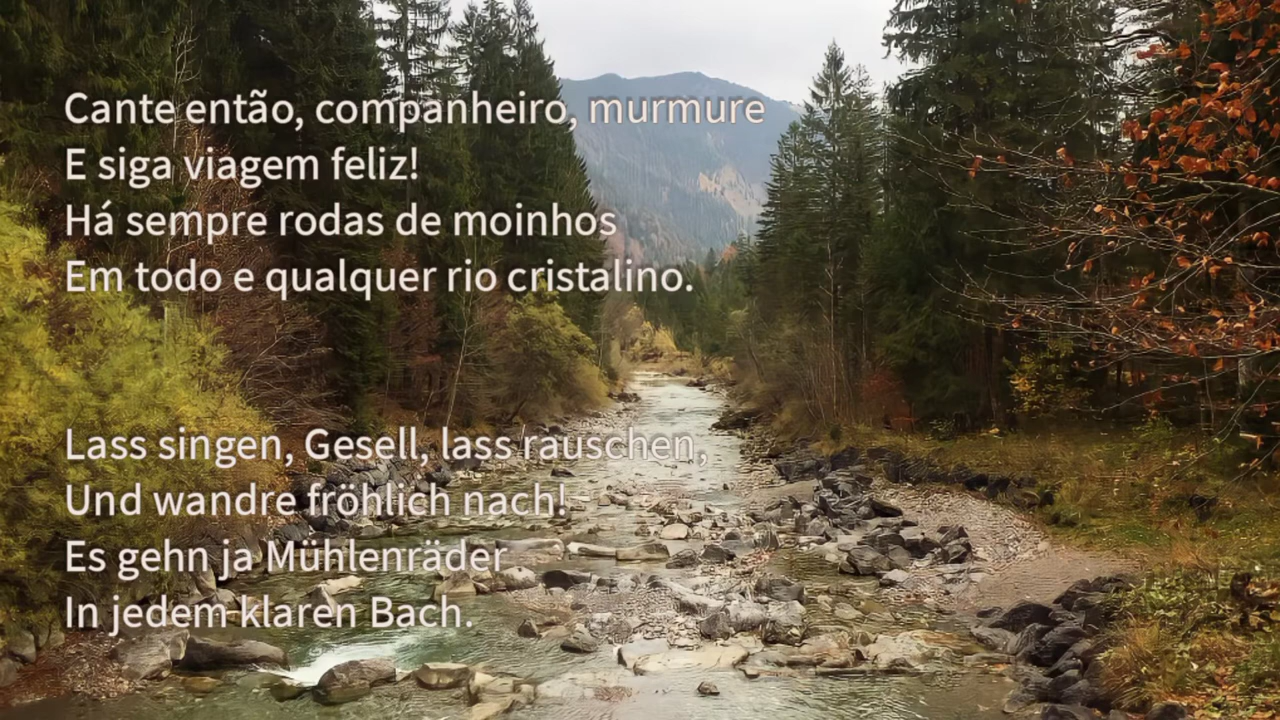 Cante então, companheiro, murmure
E siga viagem feliz!
Há sempre rodas de moinhos
Em todo e qualquer rio cristalino.
Lass singen, Gesell, lass rauschen,
Und wandre fröhlich nach!
Es gehn ja Mühlenräder
In jedem klaren Bach.